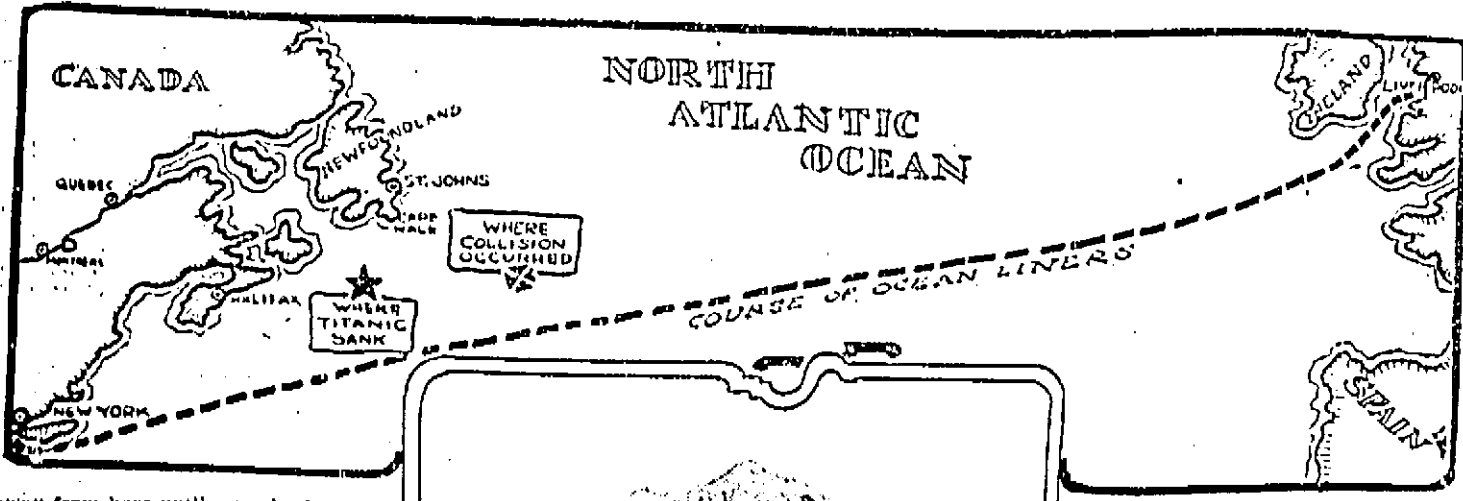 CANADA
NORTH
ATLANTIC
OCEAN
IRELAND
NEWFOUNDLAND
QUEBEC
ST. JOHNS
WHERE
COLLISION
OCCURRED
HALIFAX
WHERE
TITANIC
SANK
COURSE OF OCEAN LINERS
NEW YORK
SPAIN